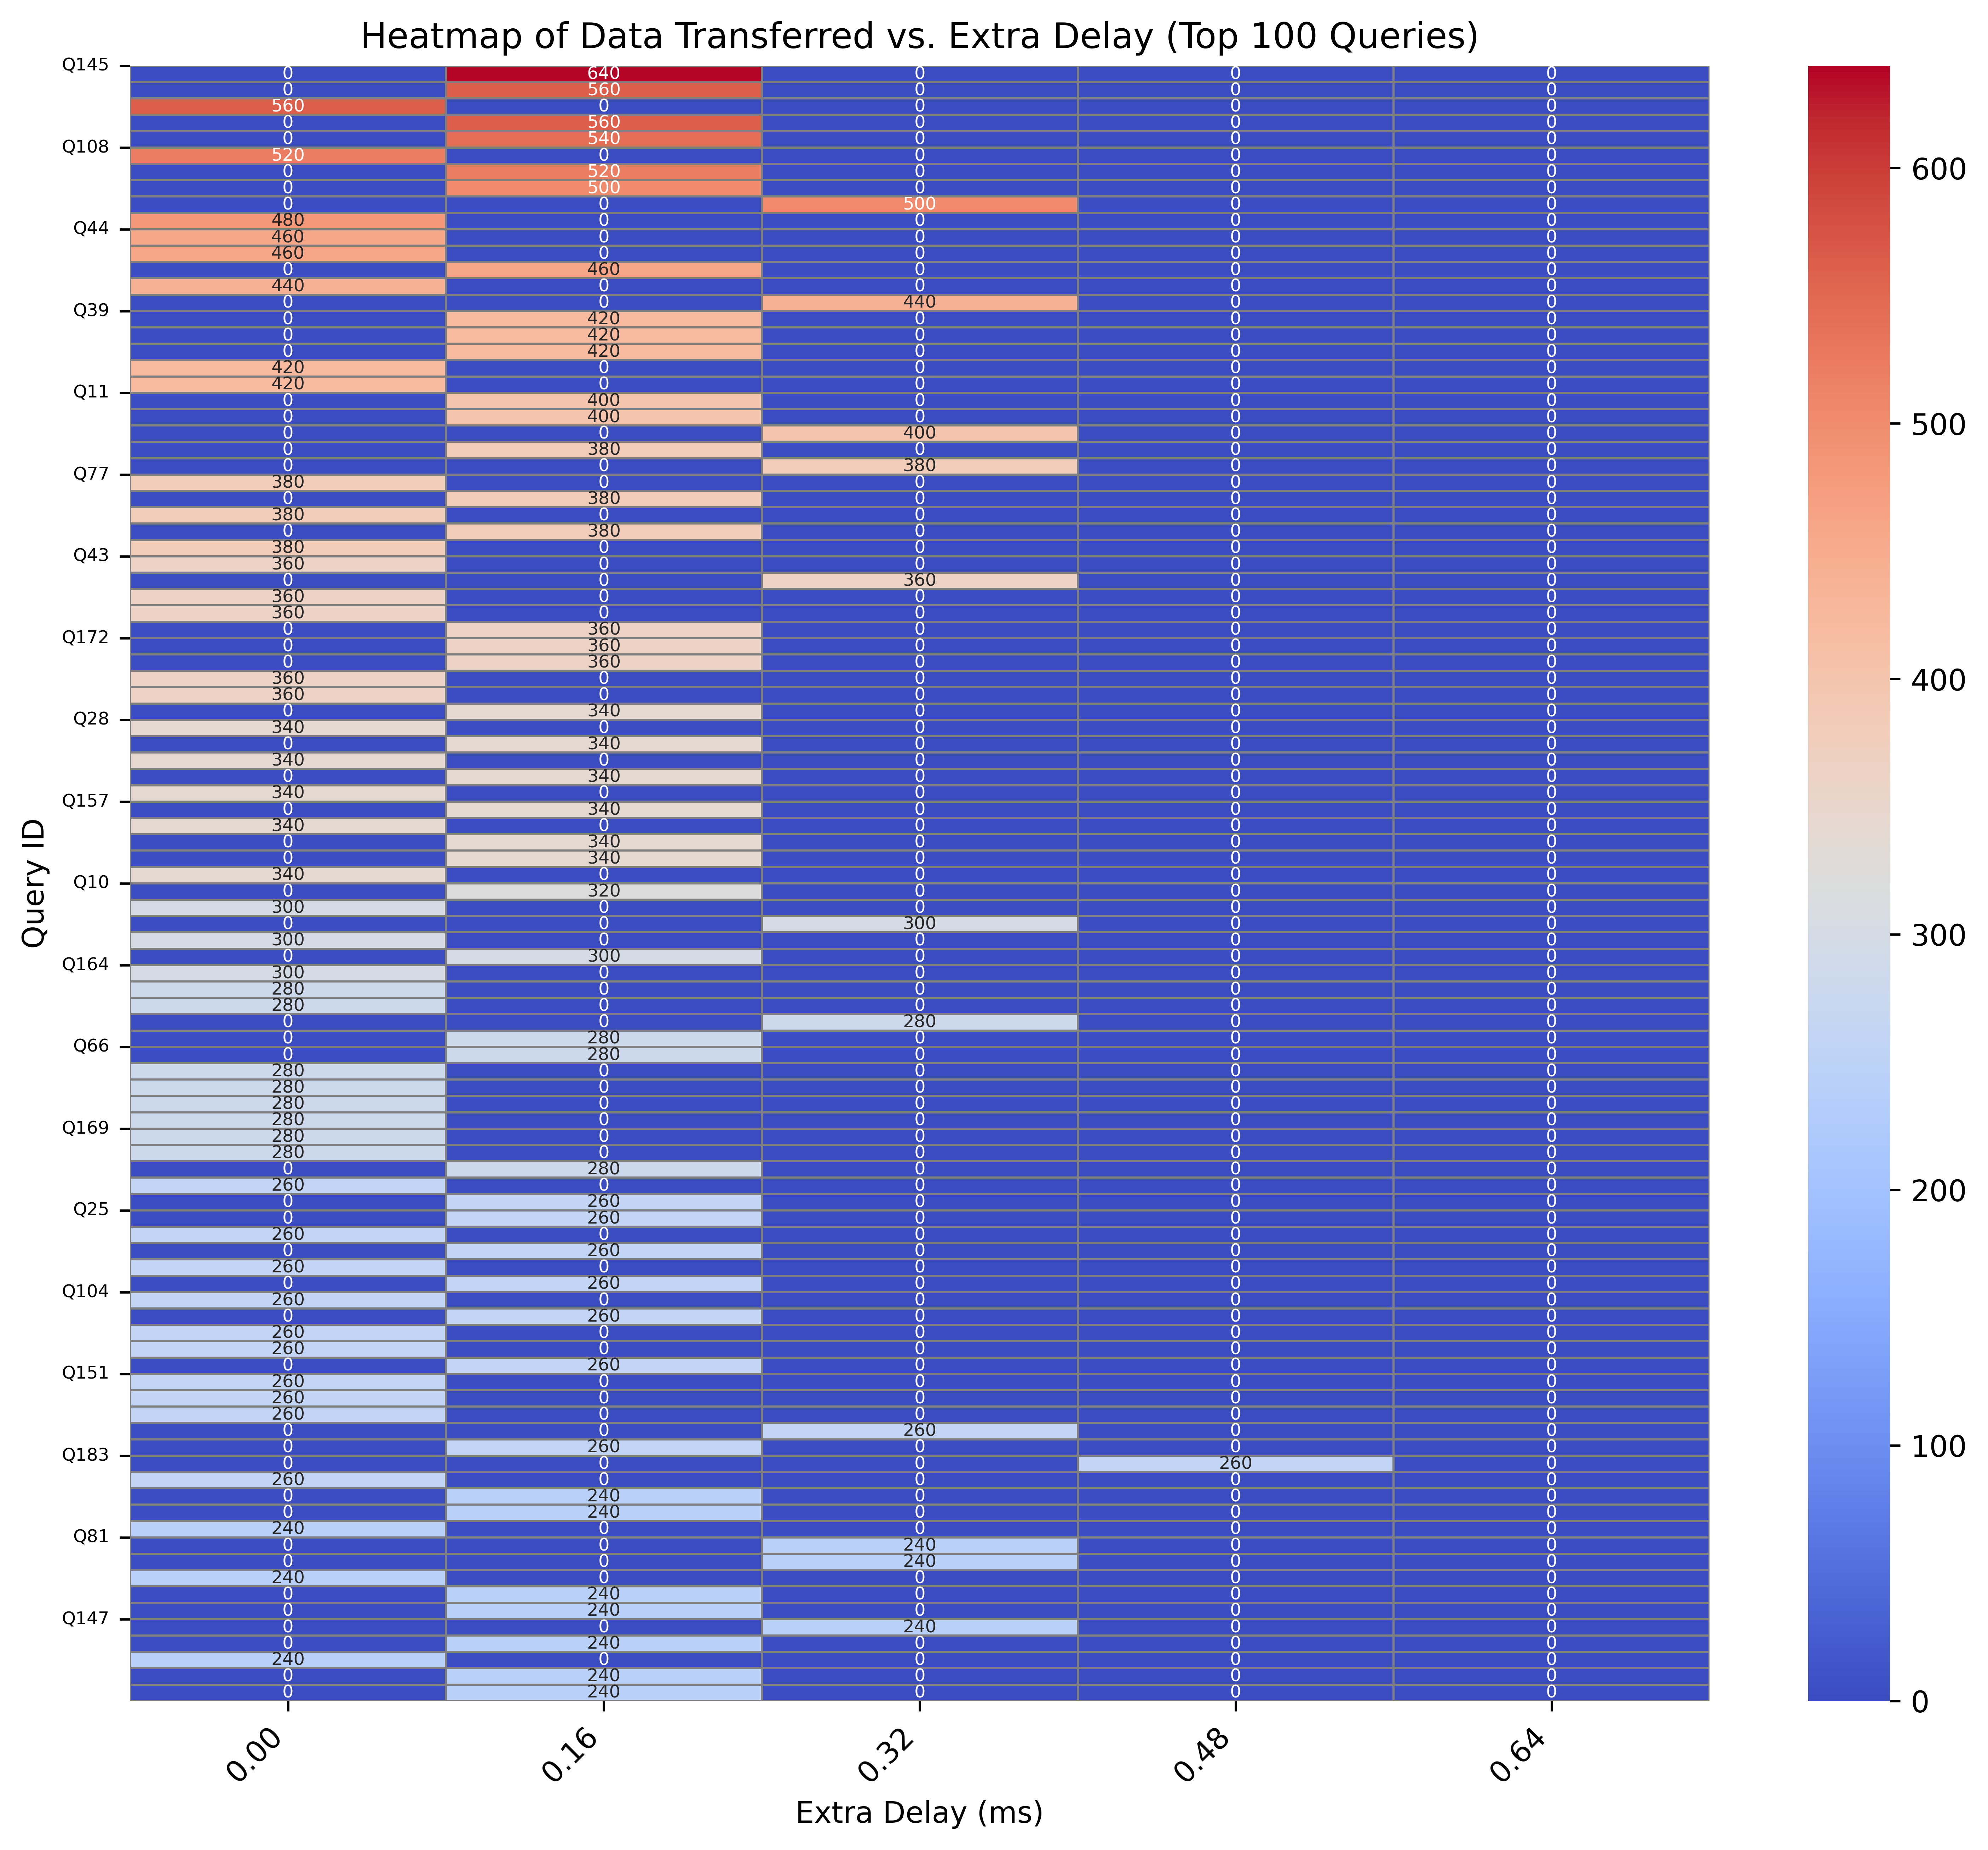 Heatmap of Data Transferred vs. Extra Delay (Top 100 Queries)
Q145 0 640 0 0 0
0 560 0 0 0
560 0 0 0 0
0 560 0 0 0
0 540 0 0 0
Q108 520 0 0 0 0
0 520 0 0 0
0 500 0 0 0
0 0 500 0 0
480 0 0 0 0
Q44 460 0 0 0 0
460 0 0 0 0
0 460 0 0 0
440 0 0 0 0
0 0 440 0 0
Q39 0 420 0 0 0
0 420 0 0 0
0 420 0 0 0
420 0 0 0 0
420 0 0 0 0
Q11 0 400 0 0 0
0 400 0 0 0
0 0 400 0 0
0 380 0 0 0
0 0 380 0 0
Q77 380 0 0 0 0
0 380 0 0 0
380 0 0 0 0
0 380 0 0 0
380 0 0 0 0
Q43 360 0 0 0 0
0 0 360 0 0
360 0 0 0 0
360 0 0 0 0
0 360 0 0 0
Q172 0 360 0 0 0
0 360 0 0 0
360 0 0 0 0
360 0 0 0 0
0 340 0 0 0
Q28 340 0 0 0 0
0 340 0 0 0
340 0 0 0 0
0 340 0 0 0
340 0 0 0 0
Q157 0 340 0 0 0
340 0 0 0 0
0 340 0 0 0
0 340 0 0 0
340 0 0 0 0
Q10 0 320 0 0 0
300 0 0 0 0
0 0 300 0 0
300 0 0 0 0
0 300 0 0 0
Q164 300 0 0 0 0
280 0 0 0 0
280 0 0 0 0
0 0 280 0 0
0 280 0 0 0
Q66 0 280 0 0 0
280 0 0 0 0
280 0 0 0 0
280 0 0 0 0
280 0 0 0 0
Q169 280 0 0 0 0
280 0 0 0 0
0 280 0 0 0
260 0 0 0 0
0 260 0 0 0
Q25 0 260 0 0 0
260 0 0 0 0
0 260 0 0 0
260 0 0 0 0
0 260 0 0 0
Q104 260 0 0 0 0
0 260 0 0 0
260 0 0 0 0
260 0 0 0 0
0 260 0 0 0
Q151 260 0 0 0 0
260 0 0 0 0
260 0 0 0 0
0 0 260 0 0
0 260 0 0 0
Q183 0 0 0 260 0
260 0 0 0 0
0 240 0 0 0
0 240 0 0 0
240 0 0 0 0
Q81 0 0 240 0 0
0 0 240 0 0
240 0 0 0 0
0 240 0 0 0
0 240 0 0 0
Q147 0 0 240 0 0
0 240 0 0 0
240 0 0 0 0
0 240 0 0 0
0 240 0 0 0
0.00 0.16 0.32 0.48 0.64
Extra Delay (ms)
Query ID
600
500
400
300
200
100
0